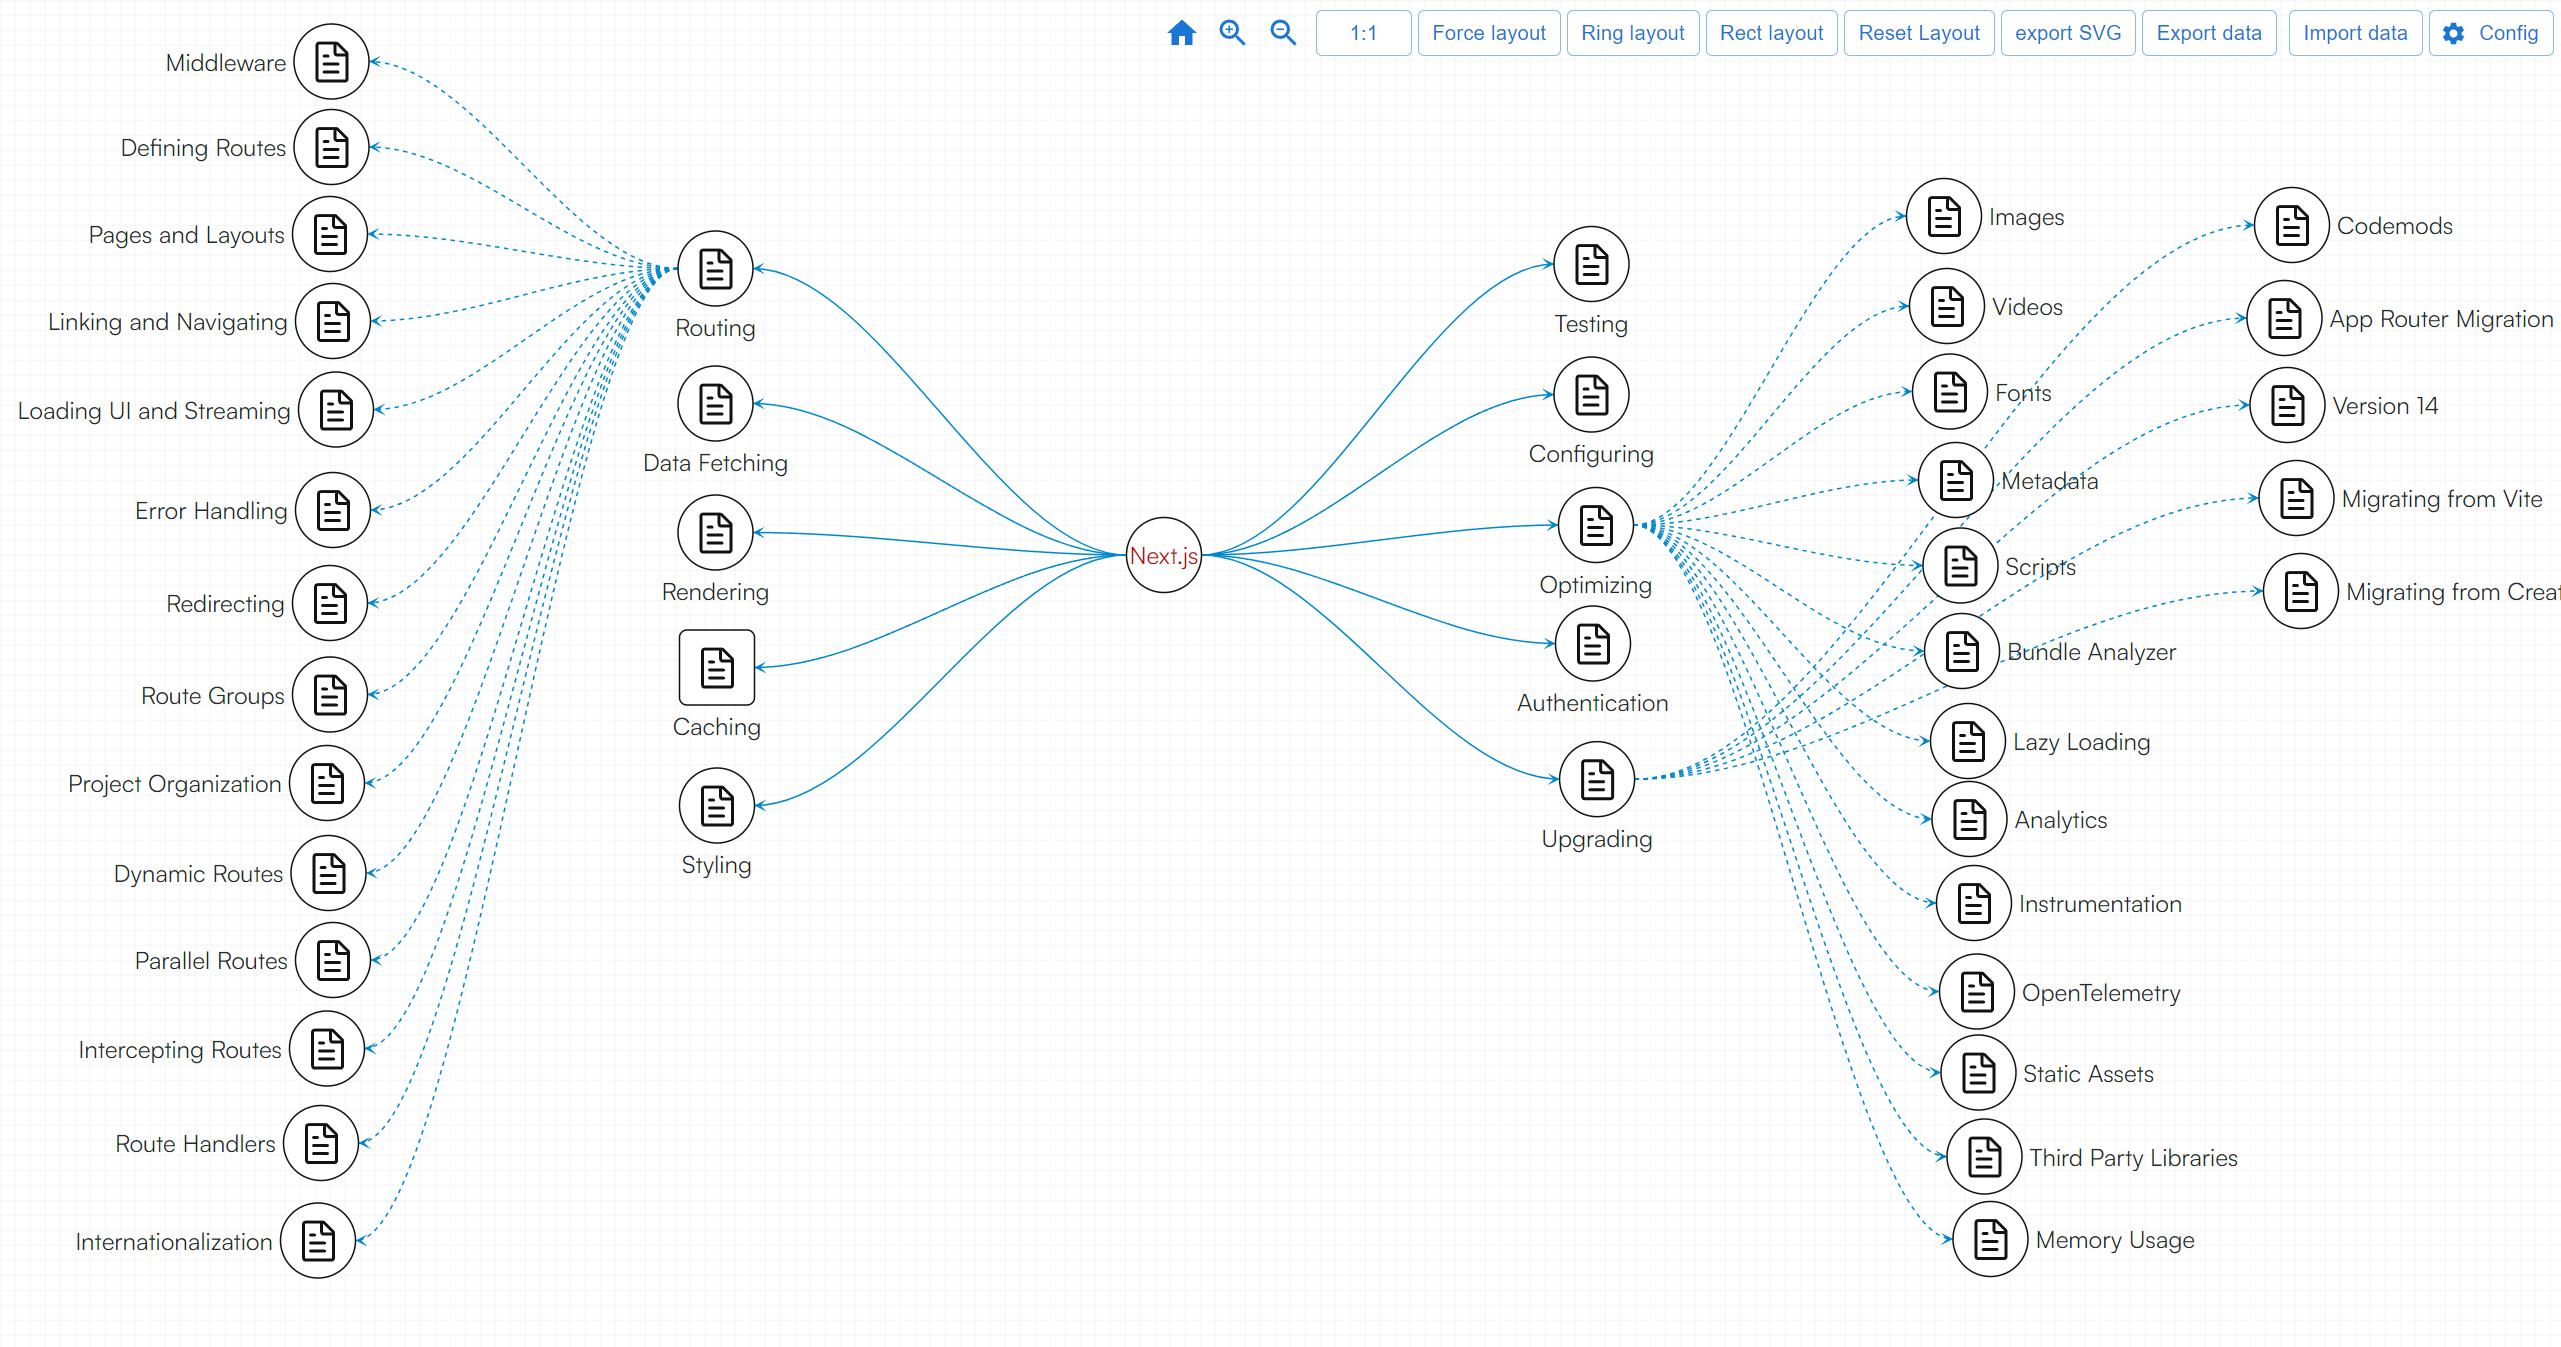 1:1
Force layout
Ring layout
Rect layout
Reset Layout
export SVG
Export data
Import data
Config
Middleware
Defining Routes
Pages and Layouts
Linking and Navigating
Loading UI and Streaming
Error Handling
Redirecting
Route Groups
Project Organization
Dynamic Routes
Parallel Routes
Intercepting Routes
Route Handlers
Internationalization
Routing
Data Fetching
Rendering
Caching
Styling
Next.js
Testing
Configuring
Optimizing
Authentication
Upgrading
Images
Videos
Fonts
Metadata
Scripts
Bundle Analyzer
Lazy Loading
Analytics
Instrumentation
OpenTelemetry
Static Assets
Third Party Libraries
Memory Usage
Codemods
App Router Migration
Version 14
Migrating from Vite
Migrating from Creat